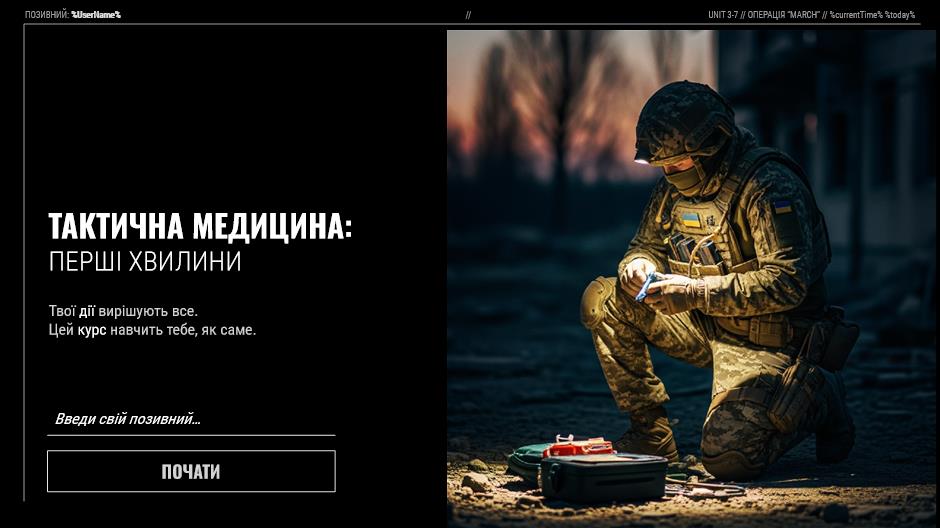 ПОЗИВНИЙ: %UserName%
//
UNIT 3-7 // ОПЕРАЦІЯ "MARCH" // %currentTime% %today%
ТАКТИЧНА МЕДИЦИНА:
ПЕРШІ ХВИЛИНИ
Твої дії вирішують все.
Цей курс навчить тебе, як саме.
Введи свій позивний...
ПОЧАТИ